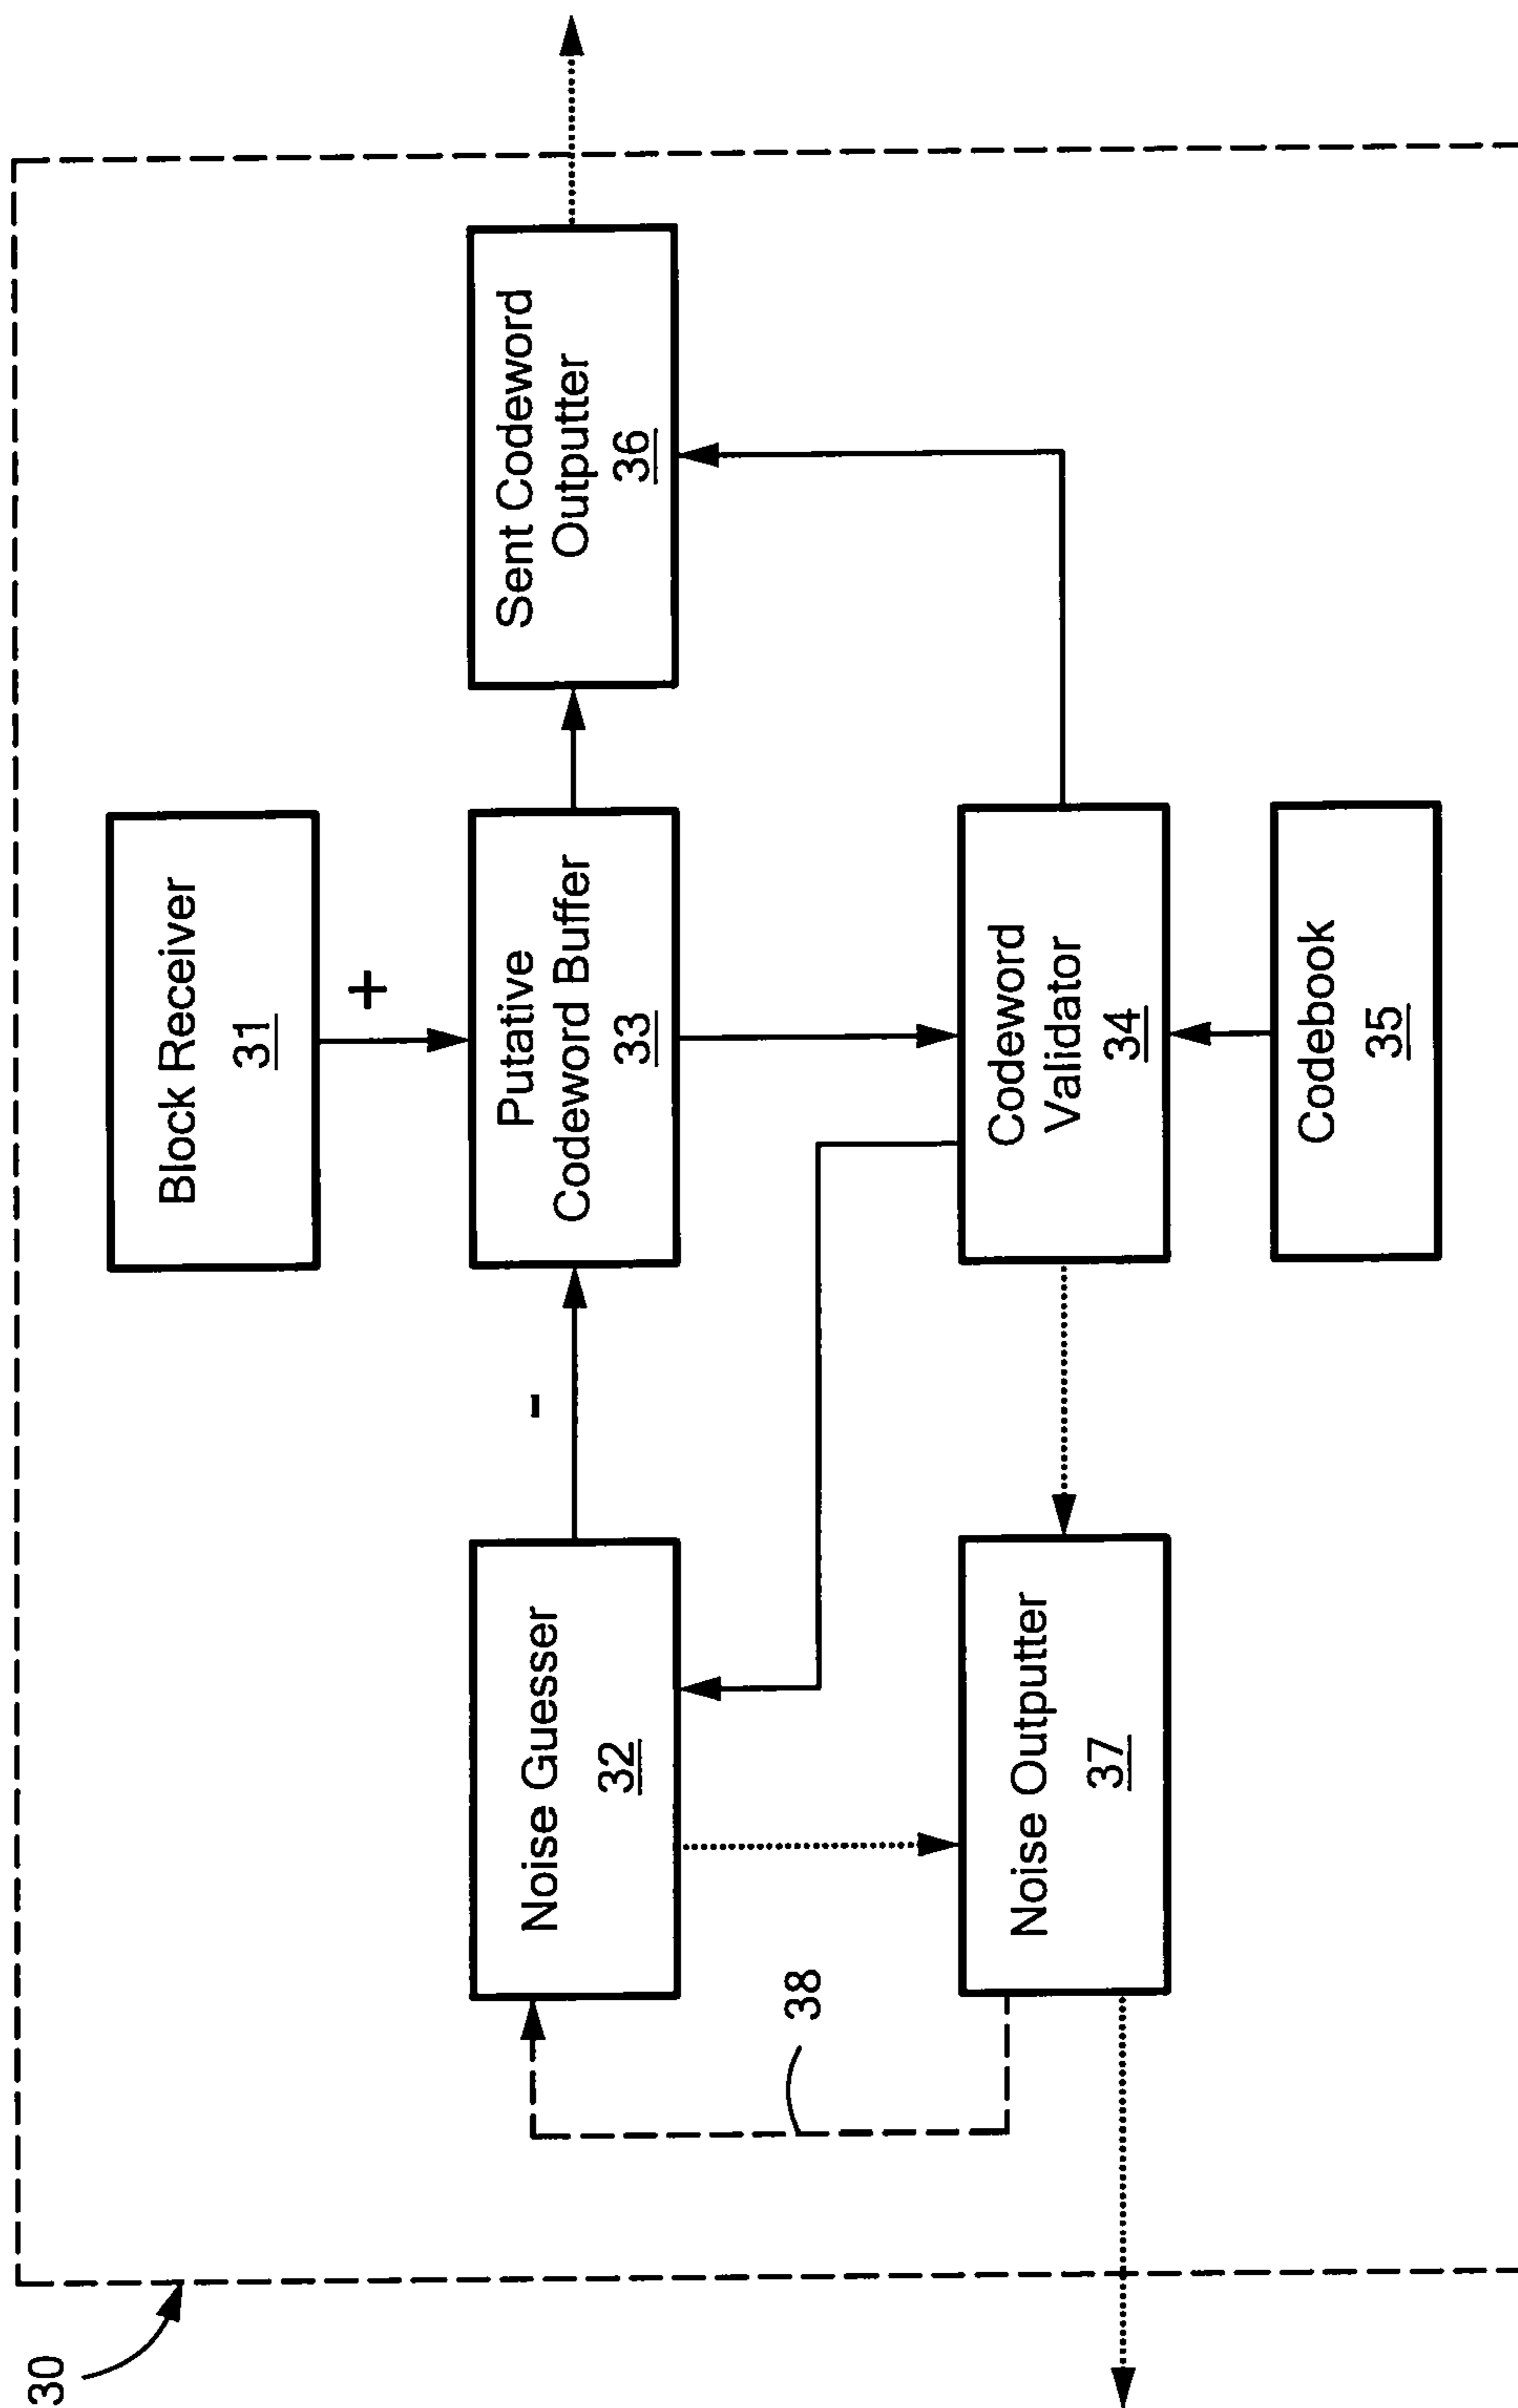 30
Block Receiver
31
+
Noise Guesser
32
-
Putative
Codeword Buffer
33
Sent Codeword
Outputter
36
38
Noise Outputter
37
Codeword
Validator
34
Codebook
35